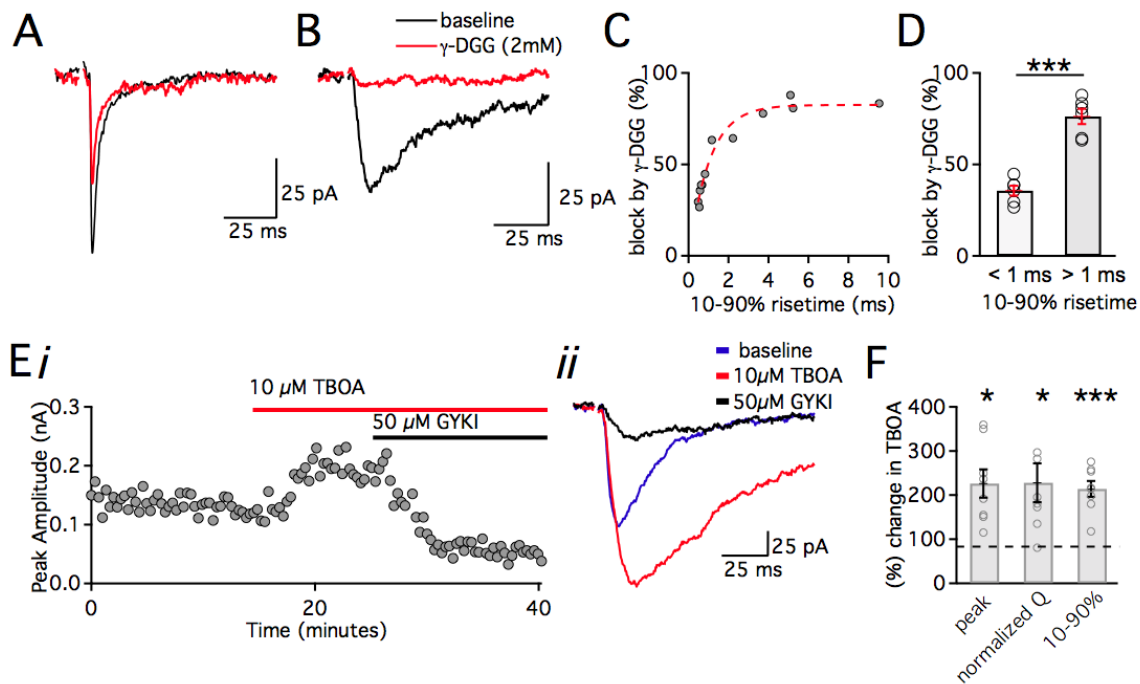 A
B
baseline
γ-DGG (2mM)
25 pA
25 ms
25 pA
25 ms
C
block by γ-DGG (%)
100
50
0
0 2 4 6 8 10
10-90% risetime (ms)
D
***
block by γ-DGG (%)
100
50
0
< 1 ms > 1 ms
10-90% risetime
Ei
10 μM TBOA
50 μM GYKI
Peak Amplitude (nA)
0.3
0.2
0.1
0.0
0 20 40
Time (minutes)
ii
baseline
10μM TBOA
50μM GYKI
25 pA
25 ms
F
* * ***
(%) change in TBOA
400
300
200
100
0
peak
normalized Q
10-90%